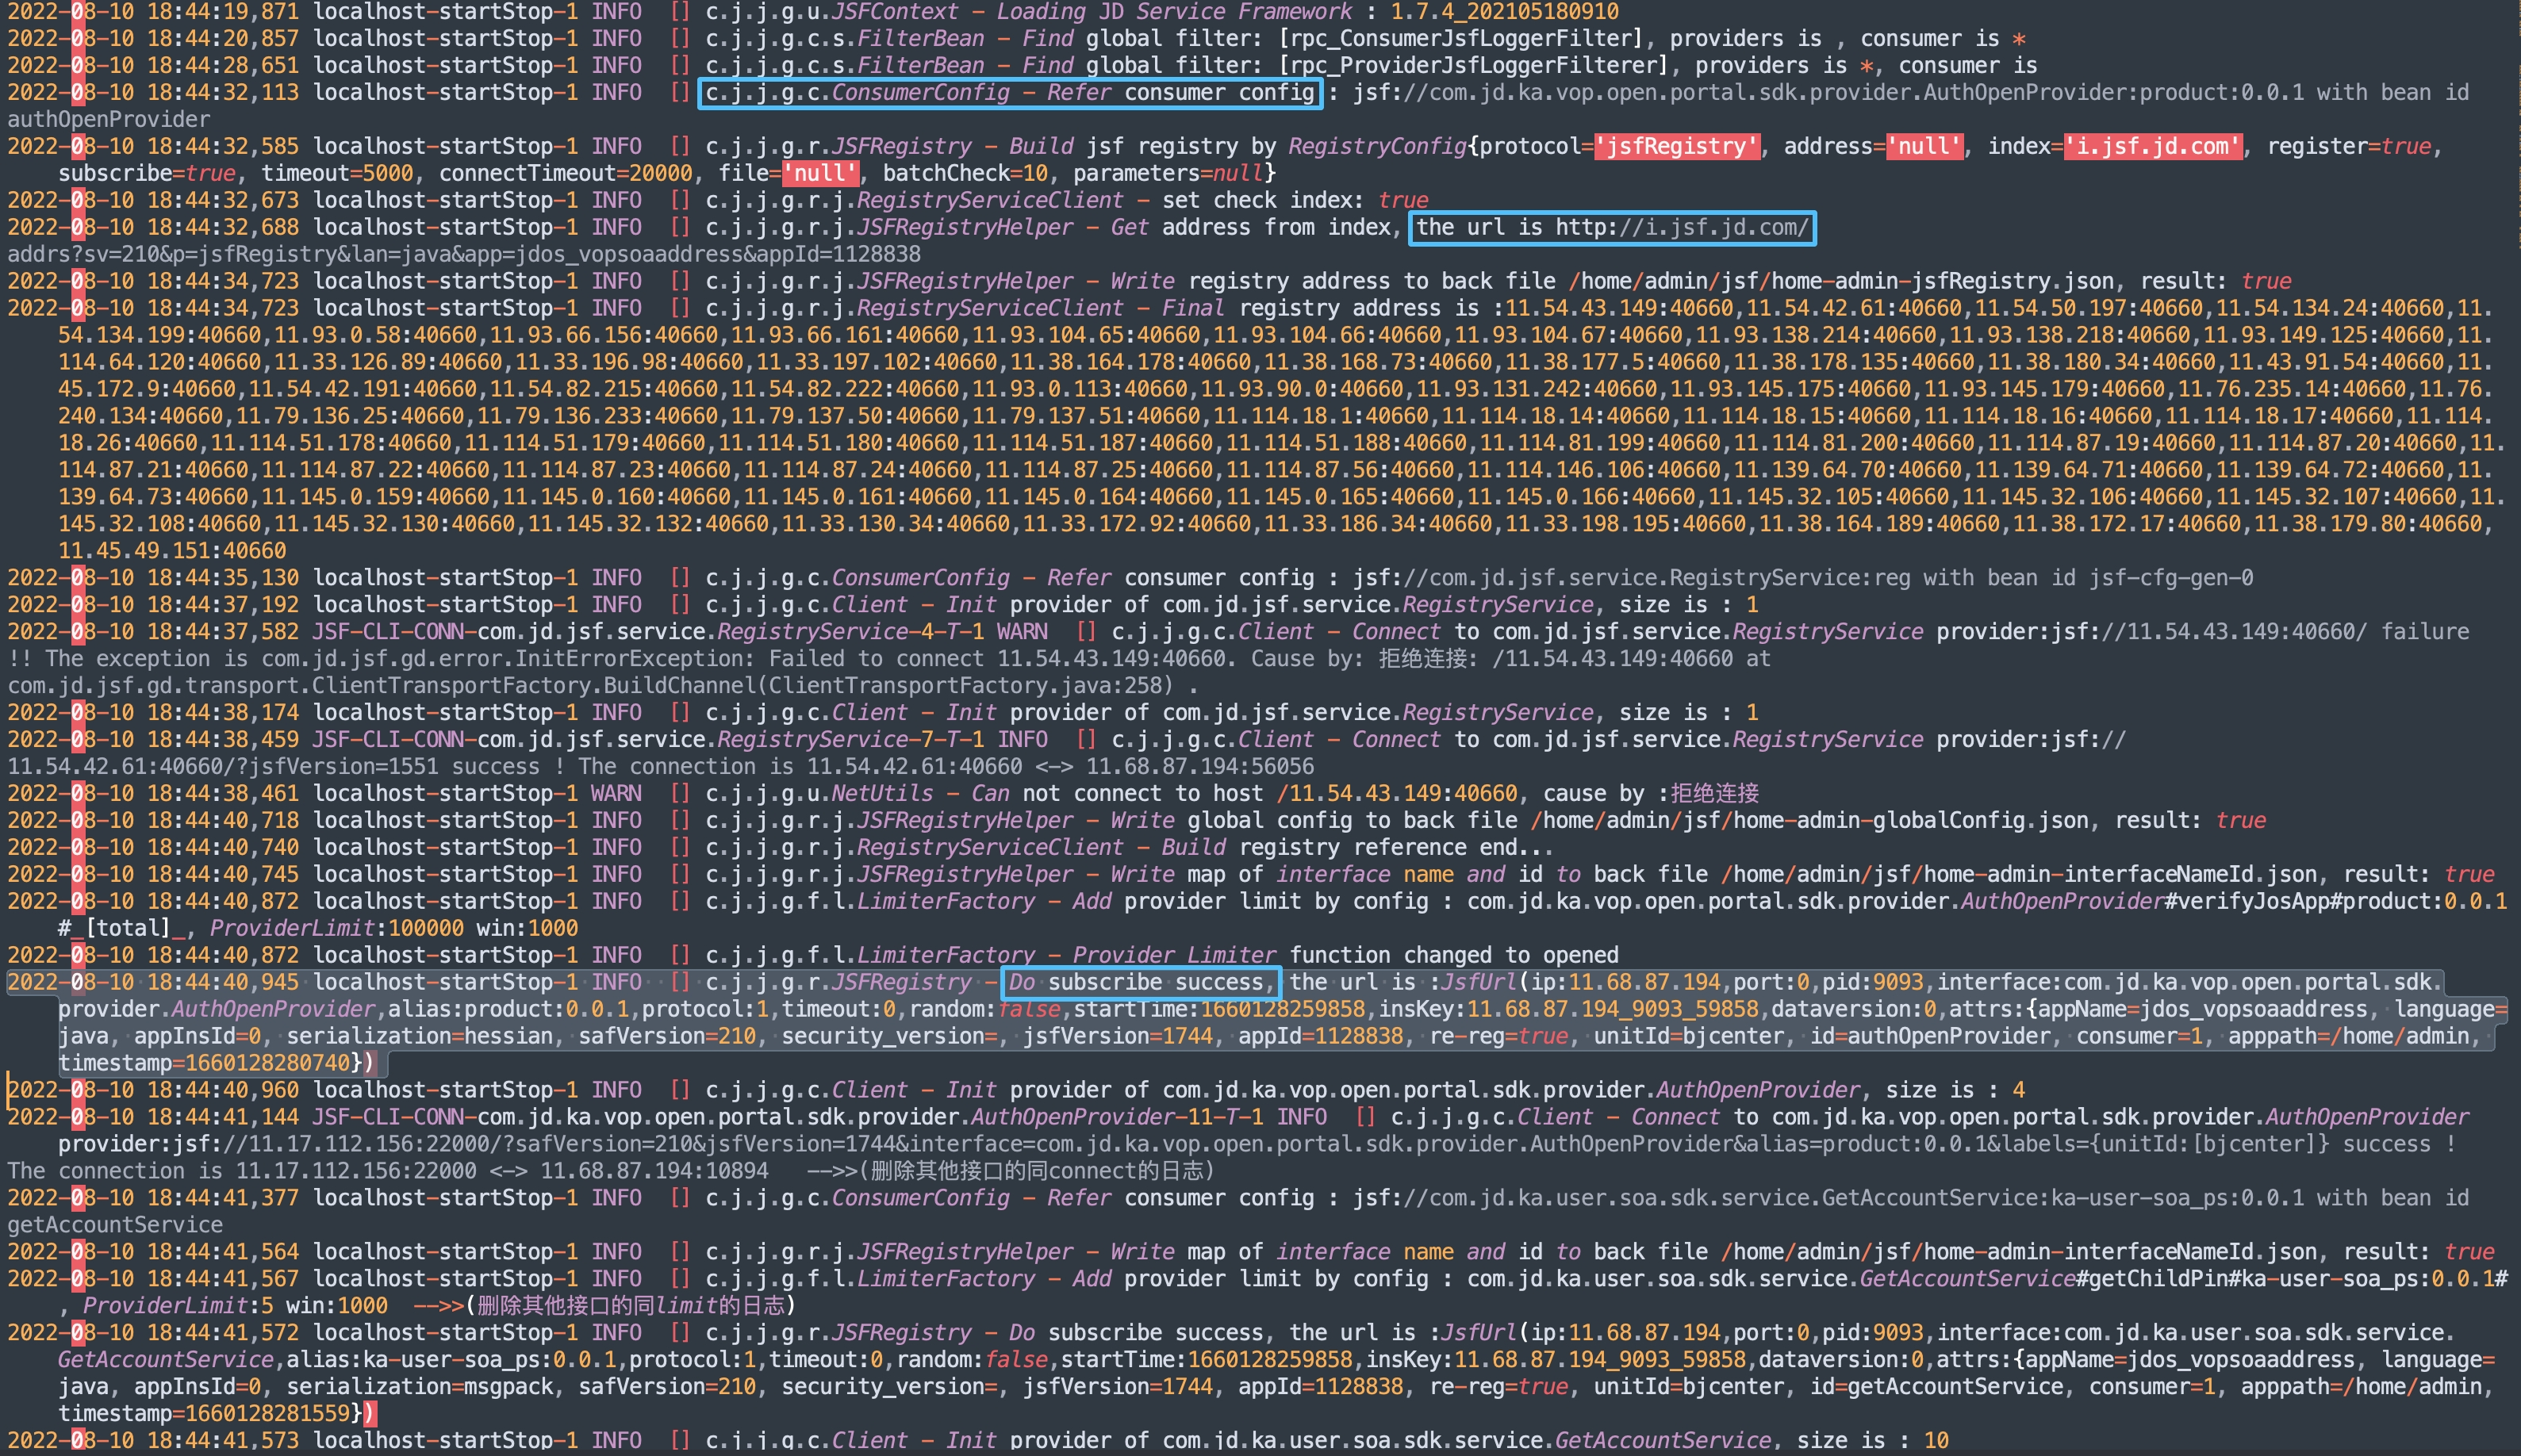 2022-08-10 18:44:19,871 localhost-startStop-1 INFO  [] c.j.j.g.u.JSFContext - Loading JD Service Framework : 1.7.4_202105180910
2022-08-10 18:44:20,857 localhost-startStop-1 INFO  [] c.j.j.g.c.s.FilterBean - Find global filter: [rpc_ConsumerJsfLoggerFilter], providers is , consumer is *
2022-08-10 18:44:28,651 localhost-startStop-1 INFO  [] c.j.j.g.c.s.FilterBean - Find global filter: [rpc_ProviderJsfLoggerFilterer], providers is *, consumer is
2022-08-10 18:44:32,113 localhost-startStop-1 INFO  [] c.j.j.g.c.ConsumerConfig - Refer consumer config : jsf://com.jd.ka.vop.open.portal.sdk.provider.AuthOpenProvider:product:0.0.1 with bean id
authOpenProvider
2022-08-10 18:44:32,585 localhost-startStop-1 INFO  [] c.j.j.g.r.JSFRegistry - Build jsf registry by RegistryConfig{protocol='jsfRegistry', address='null', index='i.jsf.jd.com', register=true,
subscribe=true, timeout=5000, connectTimeout=20000, file='null', batchCheck=10, parameters=null}
2022-08-10 18:44:32,673 localhost-startStop-1 INFO  [] c.j.j.g.r.j.RegistryServiceClient - set check index: true
2022-08-10 18:44:32,688 localhost-startStop-1 INFO  [] c.j.j.g.r.j.JSFRegistryHelper - Get address from index, the url is http://i.jsf.jd.com/
addrs?sv=210&p=jsfRegistry&lan=java&app=jdos_vopsoaaddress&appId=1128838
2022-08-10 18:44:34,723 localhost-startStop-1 INFO  [] c.j.j.g.r.j.JSFRegistryHelper - Write registry address to back file /home/admin/jsf/home-admin-jsfRegistry.json, result: true
2022-08-10 18:44:34,723 localhost-startStop-1 INFO  [] c.j.j.g.r.j.RegistryServiceClient - Final registry address is :11.54.43.149:40660,11.54.42.61:40660,11.54.50.197:40660,11.54.134.24:40660,11.
54.134.199:40660,11.93.0.58:40660,11.93.66.156:40660,11.93.66.161:40660,11.93.104.65:40660,11.93.104.66:40660,11.93.104.67:40660,11.93.138.214:40660,11.93.138.218:40660,11.93.149.125:40660,11.
114.64.120:40660,11.33.126.89:40660,11.33.196.98:40660,11.33.197.102:40660,11.38.164.178:40660,11.38.168.73:40660,11.38.177.5:40660,11.38.178.135:40660,11.38.180.34:40660,11.43.91.54:40660,11.
45.172.9:40660,11.54.42.191:40660,11.54.82.215:40660,11.54.82.222:40660,11.93.0.113:40660,11.93.90.0:40660,11.93.131.242:40660,11.93.145.175:40660,11.93.145.179:40660,11.76.235.14:40660,11.76.
240.134:40660,11.79.136.25:40660,11.79.136.233:40660,11.79.137.50:40660,11.79.137.51:40660,11.114.18.1:40660,11.114.18.14:40660,11.114.18.15:40660,11.114.18.16:40660,11.114.18.17:40660,11.114.
18.26:40660,11.114.51.178:40660,11.114.51.179:40660,11.114.51.180:40660,11.114.51.187:40660,11.114.51.188:40660,11.114.81.199:40660,11.114.81.200:40660,11.114.87.19:40660,11.114.87.20:40660,11.
114.87.21:40660,11.114.87.22:40660,11.114.87.23:40660,11.114.87.24:40660,11.114.87.25:40660,11.114.87.56:40660,11.114.146.106:40660,11.139.64.70:40660,11.139.64.71:40660,11.139.64.72:40660,11.
139.64.73:40660,11.145.0.159:40660,11.145.0.160:40660,11.145.0.161:40660,11.145.0.164:40660,11.145.0.165:40660,11.145.0.166:40660,11.145.32.105:40660,11.145.32.106:40660,11.145.32.107:40660,11.
145.32.108:40660,11.145.32.130:40660,11.145.32.132:40660,11.33.130.34:40660,11.33.172.92:40660,11.33.186.34:40660,11.33.198.195:40660,11.38.164.189:40660,11.38.172.17:40660,11.38.179.80:40660,
11.45.49.151:40660
2022-08-10 18:44:35,130 localhost-startStop-1 INFO  [] c.j.j.g.c.ConsumerConfig - Refer consumer config : jsf://com.jd.jsf.service.RegistryService:reg with bean id jsf-cfg-gen-0
2022-08-10 18:44:37,192 localhost-startStop-1 INFO  [] c.j.j.g.c.Client - Init provider of com.jd.jsf.service.RegistryService, size is : 1
2022-08-10 18:44:37,582 JSF-CLI-CONN-com.jd.jsf.service.RegistryService-4-T-1 WARN  [] c.j.j.g.c.Client - Connect to com.jd.jsf.service.RegistryService provider:jsf://11.54.43.149:40660/ failure
!! The exception is com.jd.jsf.gd.error.InitErrorException: Failed to connect 11.54.43.149:40660. Cause by: 拒绝连接: /11.54.43.149:40660 at
com.jd.jsf.gd.transport.ClientTransportFactory.BuildChannel(ClientTransportFactory.java:258) .
2022-08-10 18:44:38,174 localhost-startStop-1 INFO  [] c.j.j.g.c.Client - Init provider of com.jd.jsf.service.RegistryService, size is : 1
2022-08-10 18:44:38,459 JSF-CLI-CONN-com.jd.jsf.service.RegistryService-7-T-1 INFO  [] c.j.j.g.c.Client - Connect to com.jd.jsf.service.RegistryService provider:jsf://
11.54.42.61:40660/?jsfVersion=1551 success ! The connection is 11.54.42.61:40660 <-> 11.68.87.194:56056
2022-08-10 18:44:38,461 localhost-startStop-1 WARN  [] c.j.j.g.u.NetUtils - Can not connect to host /11.54.43.149:40660, cause by :拒绝连接
2022-08-10 18:44:40,718 localhost-startStop-1 INFO  [] c.j.j.g.r.j.JSFRegistryHelper - Write global config to back file /home/admin/jsf/home-admin-globalConfig.json, result: true
2022-08-10 18:44:40,740 localhost-startStop-1 INFO  [] c.j.j.g.r.j.RegistryServiceClient - Build registry reference end...
2022-08-10 18:44:40,745 localhost-startStop-1 INFO  [] c.j.j.g.r.j.JSFRegistryHelper - Write map of interface name and id to back file /home/admin/jsf/home-admin-interfaceNameId.json, result: true
2022-08-10 18:44:40,872 localhost-startStop-1 INFO  [] c.j.j.g.f.l.LimiterFactory - Add provider limit by config : com.jd.ka.vop.open.portal.sdk.provider.AuthOpenProvider#verifyJosApp#product:0.0.1
#_[total]_, ProviderLimit:100000 win:1000
2022-08-10 18:44:40,872 localhost-startStop-1 INFO  [] c.j.j.g.f.l.LimiterFactory - Provider Limiter function changed to opened
2022-08-10 18:44:40,945 localhost-startStop-1 INFO  [] c.j.j.g.r.JSFRegistry - Do subscribe success, the url is :JsfUrl(ip:11.68.87.194,port:0,pid:9093,interface:com.jd.ka.vop.open.portal.sdk.
provider.AuthOpenProvider,alias:product:0.0.1,protocol:1,timeout:0,random:false,startTime:1660128259858,insKey:11.68.87.194_9093_59858,dataversion:0,attrs:{appName=jdos_vopsoaaddress, language=
java, appInsId=0, serialization=hessian, safVersion=210, security_version=, jsfVersion=1744, appId=1128838, re-reg=true, unitId=bjcenter, id=authOpenProvider, consumer=1, apppath=/home/admin,
timestamp=1660128280740})
2022-08-10 18:44:40,960 localhost-startStop-1 INFO  [] c.j.j.g.c.Client - Init provider of com.jd.ka.vop.open.portal.sdk.provider.AuthOpenProvider, size is : 4
2022-08-10 18:44:41,144 JSF-CLI-CONN-com.jd.ka.vop.open.portal.sdk.provider.AuthOpenProvider-11-T-1 INFO  [] c.j.j.g.c.Client - Connect to com.jd.ka.vop.open.portal.sdk.provider.AuthOpenProvider
provider:jsf://11.17.112.156:22000/?safVersion=210&jsfVersion=1744&interface=com.jd.ka.vop.open.portal.sdk.provider.AuthOpenProvider&alias=product:0.0.1&labels={unitId:[bjcenter]} success !
The connection is 11.17.112.156:22000 <-> 11.68.87.194:10894   -->>(删除其他接口的同connect的日志)
2022-08-10 18:44:41,377 localhost-startStop-1 INFO  [] c.j.j.g.c.ConsumerConfig - Refer consumer config : jsf://com.jd.ka.user.soa.sdk.service.GetAccountService:ka-user-soa_ps:0.0.1 with bean id
getAccountService
2022-08-10 18:44:41,564 localhost-startStop-1 INFO  [] c.j.j.g.r.j.JSFRegistryHelper - Write map of interface name and id to back file /home/admin/jsf/home-admin-interfaceNameId.json, result: true
2022-08-10 18:44:41,567 localhost-startStop-1 INFO  [] c.j.j.g.f.l.LimiterFactory - Add provider limit by config : com.jd.ka.user.soa.sdk.service.GetAccountService#getChildPin#ka-user-soa_ps:0.0.1#
, ProviderLimit:5 win:1000  -->>(删除其他接口的同limit的日志)
2022-08-10 18:44:41,572 localhost-startStop-1 INFO  [] c.j.j.g.r.JSFRegistry - Do subscribe success, the url is :JsfUrl(ip:11.68.87.194,port:0,pid:9093,interface:com.jd.ka.user.soa.sdk.service.
GetAccountService,alias:ka-user-soa_ps:0.0.1,protocol:1,timeout:0,random:false,startTime:1660128259858,insKey:11.68.87.194_9093_59858,dataversion:0,attrs:{appName=jdos_vopsoaaddress, language=
java, appInsId=0, serialization=msgpack, safVersion=210, security_version=, jsfVersion=1744, appId=1128838, re-reg=true, unitId=bjcenter, id=getAccountService, consumer=1, apppath=/home/admin,
timestamp=1660128281559})
2022-08-10 18:44:41,573 localhost-startStop-1 INFO  [] c.j.j.g.c.Client - Init provider of com.jd.ka.user.soa.sdk.service.GetAccountService, size is : 10